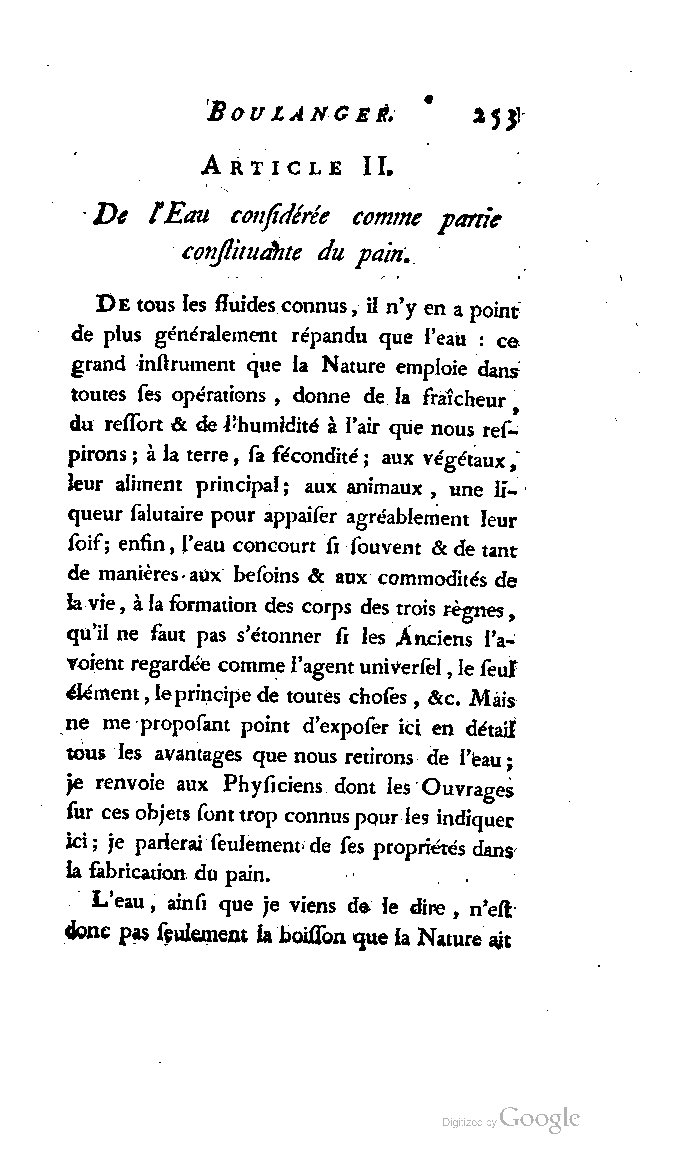 BOULANGER. 253
ARTICLE II.
De l'Eau conſidérée comme partie
conſtituante du pain.
DE tous les fluides connus, il n'y en a point
de plus généralement répandu que l'eau : ce
grand inſtrument que la Nature emploie dans
toutes ſes opérations, donne de la fraîcheur,
du reſſort & de l'humidité à l'air que nous reſ-
pirons ; à la terre, ſa fécondité ; aux végétaux,
leur aliment principal ; aux animaux, une li-
queur ſalutaire pour appaiſer agréablement leur
ſoif ; enfin, l'eau concourt ſi ſouvent & de tant
de manières aux beſoins & aux commodités de
la vie, à la formation des corps des trois règnes,
qu'il ne faut pas s'étonner ſi les Anciens l'a-
voient regardée comme l'agent univerſel, le ſeul
élément, le principe de toutes choſes, &c. Mais
ne me propoſant point d'expoſer ici en détail
tous les avantages que nous retirons de l'eau ;
je renvoie aux Phyſiciens dont les Ouvrages
ſur ces objets ſont trop connus pour les indiquer
ici ; je parlerai ſeulement de ſes propriétés dans
la fabrication du pain.
L'eau, ainſi que je viens de le dire, n'eſt
donc pas ſeulement la boiſſon que la Nature ait
Digitized by Google